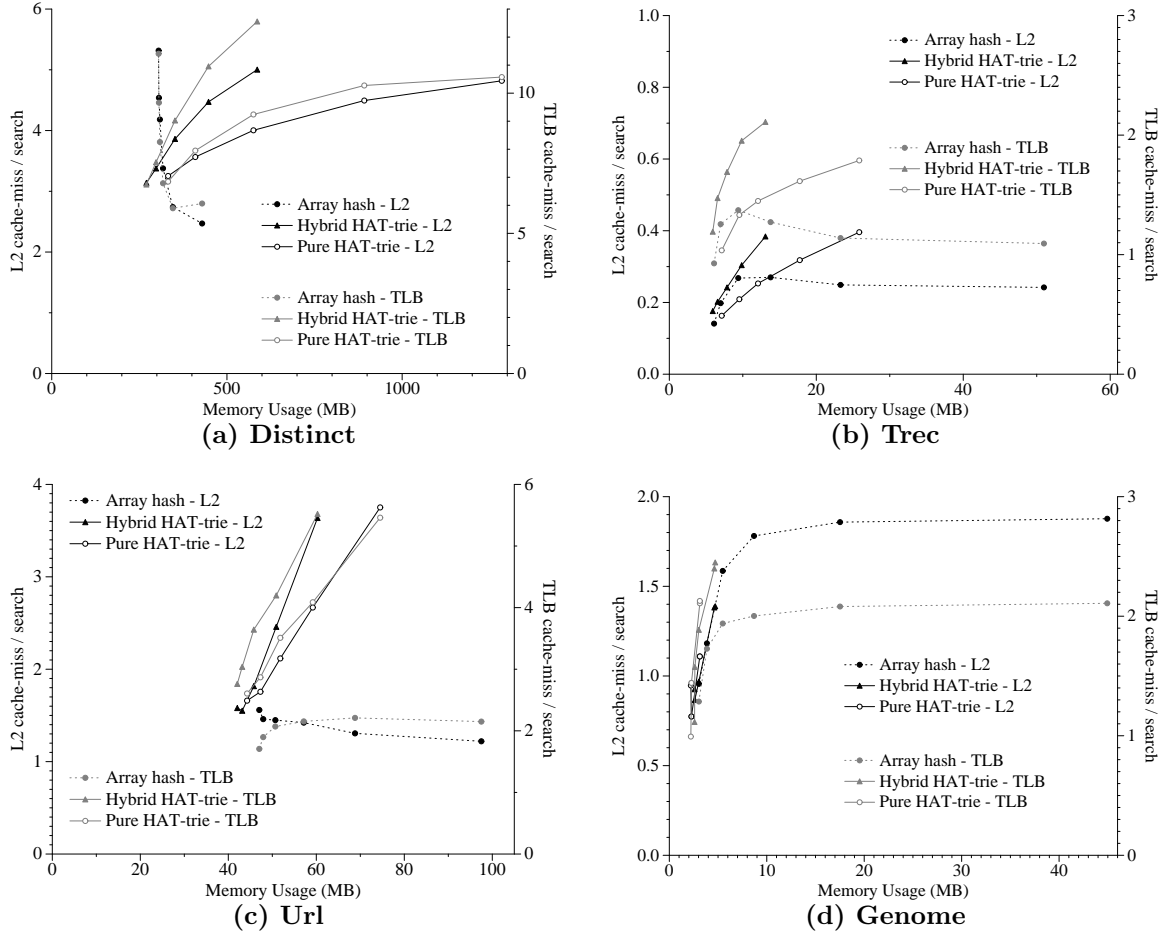 6
4
2
0
L2 cache-miss / search
10
5
0
TLB cache-miss / search
Array hash - L2
Hybrid HAT-trie - L2
Pure HAT-trie - L2
Array hash - TLB
Hybrid HAT-trie - TLB
Pure HAT-trie - TLB
0 500 1000
Memory Usage (MB)
(a) Distinct
1.0
0.8
0.6
0.4
0.2
0.0
L2 cache-miss / search
3
2
1
0
TLB cache-miss / search
Array hash - L2
Hybrid HAT-trie - L2
Pure HAT-trie - L2
Array hash - TLB
Hybrid HAT-trie - TLB
Pure HAT-trie - TLB
0 20 40 60
Memory Usage (MB)
(b) Trec
4
3
2
1
0
L2 cache-miss / search
6
4
2
0
TLB cache-miss / search
Array hash - L2
Hybrid HAT-trie - L2
Pure HAT-trie - L2
Array hash - TLB
Hybrid HAT-trie - TLB
Pure HAT-trie - TLB
0 20 40 60 80 100
Memory Usage (MB)
(c) Url
2.0
1.5
1.0
0.5
0.0
L2 cache-miss / search
3
2
1
0
TLB cache-miss / search
Array hash - L2
Hybrid HAT-trie - L2
Pure HAT-trie - L2
Array hash - TLB
Hybrid HAT-trie - TLB
Pure HAT-trie - TLB
0 10 20 30 40
Memory Usage (MB)
(d) Genome